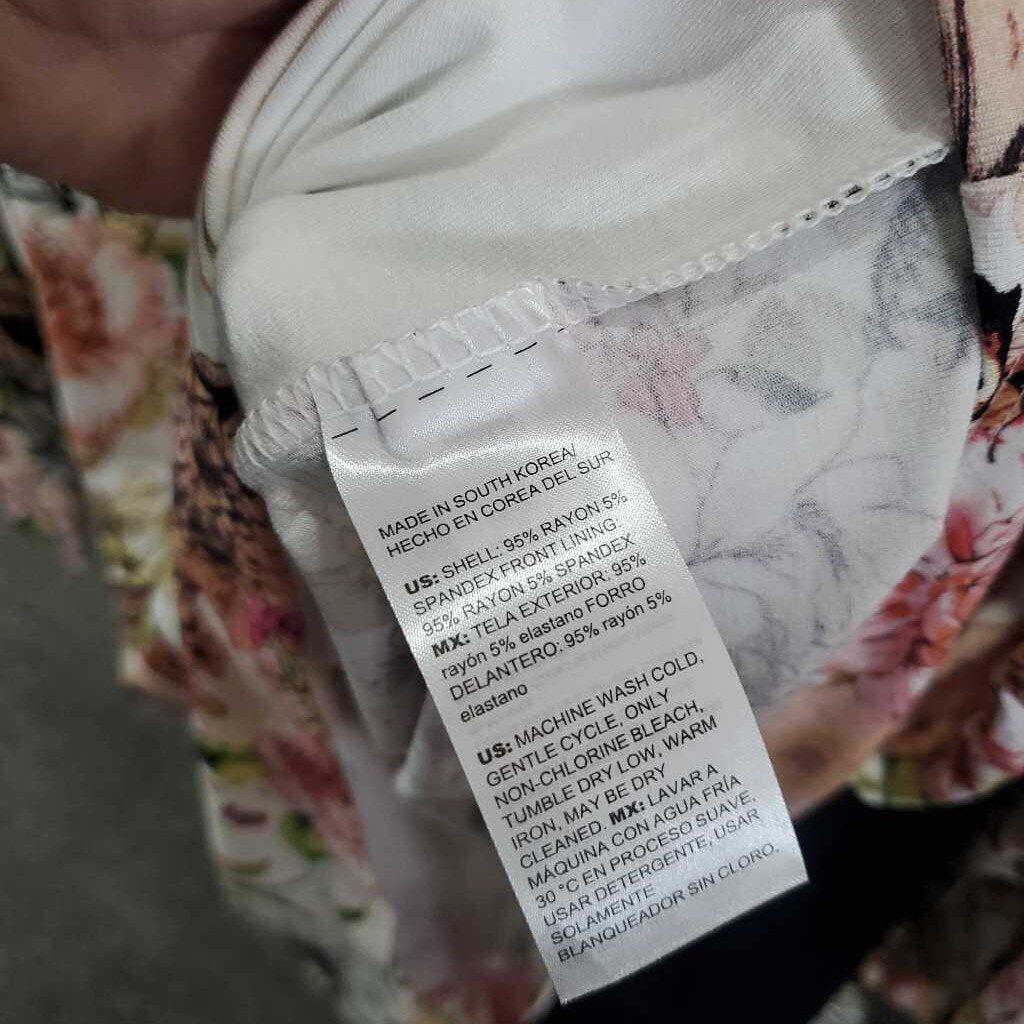 MADE IN SOUTH KOREA/
HECHO EN COREA DEL SUR
US: SHELL: 95% RAYON 5%
SPANDEX FRONT LINING:
95% RAYON 5% SPANDEX
MX: TELA EXTERIOR: 95%
rayón 5% elastano FORRO
DELANTERO: 95% rayón 5%
elastano
US: MACHINE WASH COLD,
GENTLE CYCLE, ONLY
NON-CHLORINE BLEACH,
TUMBLE DRY LOW, WARM
IRON, MAY BE DRY
CLEANED. MX: LAVAR A
MÁQUINA CON AGUA FRÍA
30 °C EN PROCESO SUAVE,
USAR DETERGENTE, USAR
SOLAMENTE
BLANQUEADOR SIN CLORO,